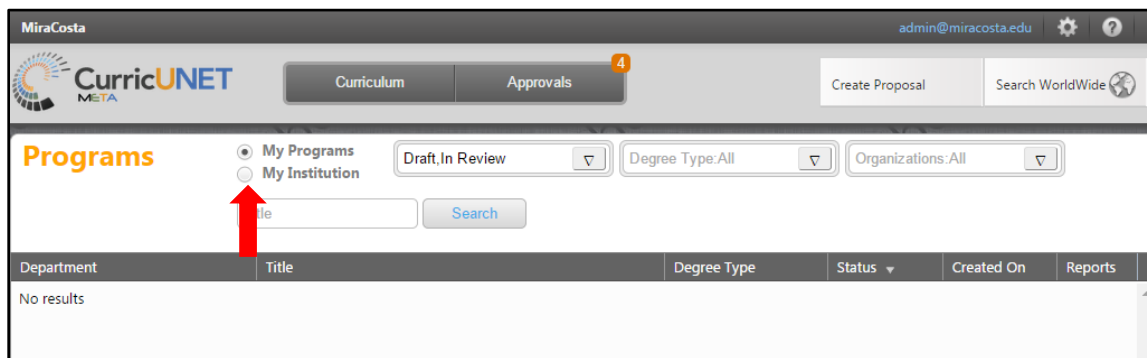 MiraCosta admin@miracosta.edu ?
CurricUNET META Curriculum Approvals 4 Create Proposal Search WorldWide
Programs My Programs Draft,In Review Degree Type:All Organizations:All
My Institution
Search
Department Title Degree Type Status Created On Reports
No results